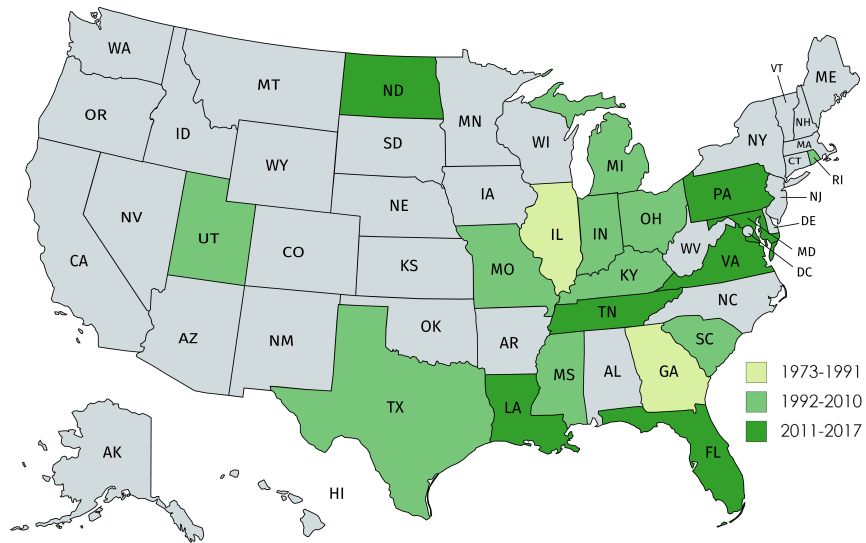 WA
OR
CA
NV
ID
MT
WY
UT
AZ
CO
NM
ND
SD
NE
KS
OK
TX
MN
IA
MO
AR
LA
WI
IL
MI
IN
OH
KY
TN
MS
AL
GA
FL
SC
NC
VA
WV
PA
NY
VT
NH
ME
MA
CT
RI
NJ
DE
MD
DC
AK
HI
1973-1991
1992-2010
2011-2017